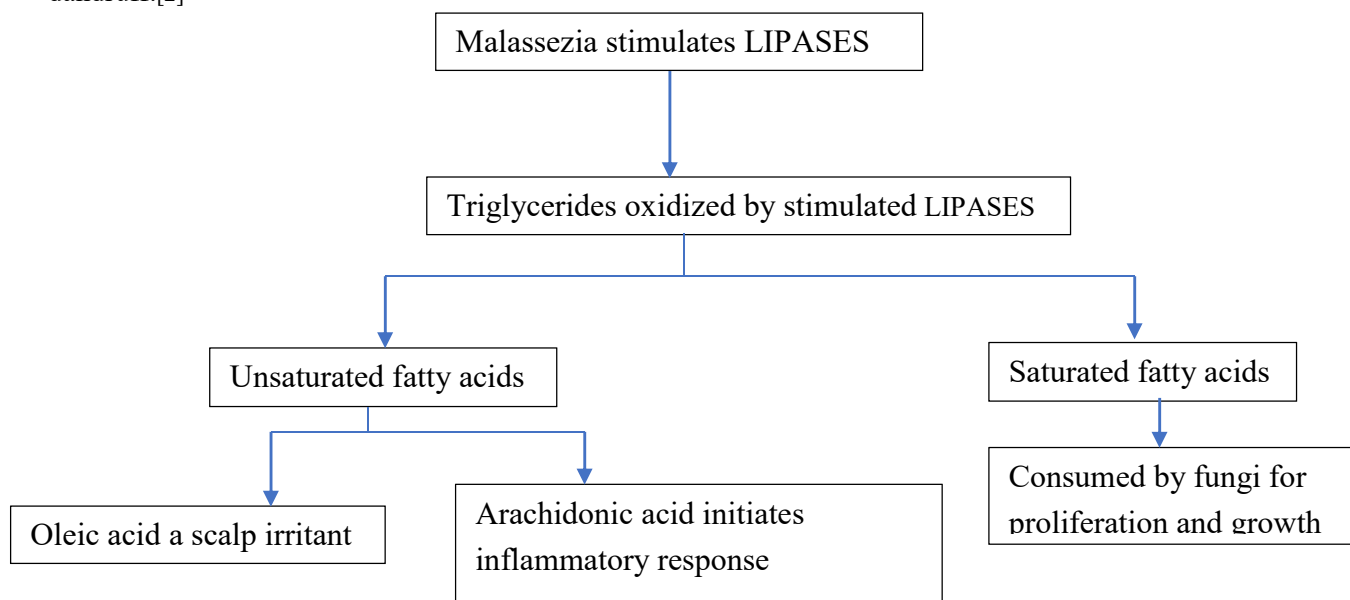 Malassezia stimulates LIPASES
Triglycerides oxidized by stimulated LIPASES
Unsaturated fatty acids
Saturated fatty acids
Oleic acid a scalp irritant
Arachidonic acid initiates
inflammatory response
Consumed by fungi for
proliferation and growth